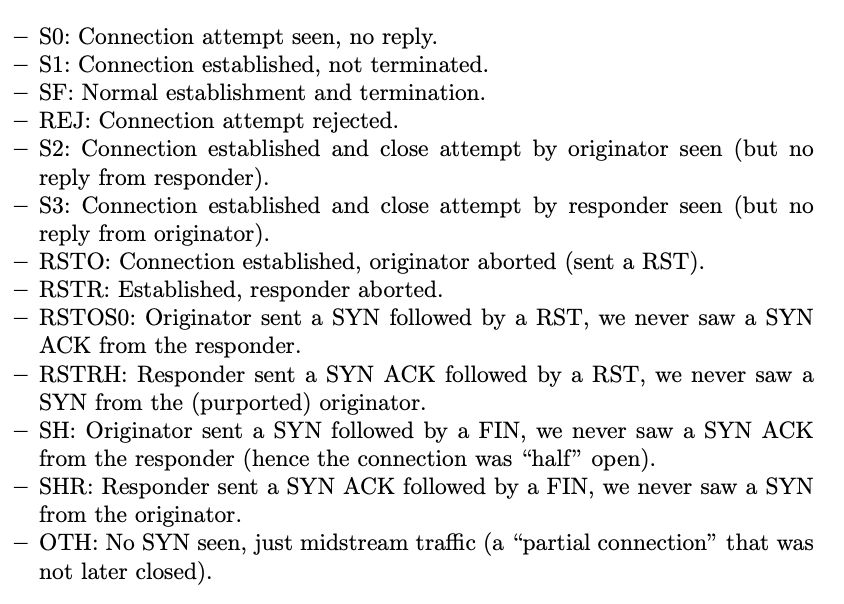 – S0: Connection attempt seen, no reply.
– S1: Connection established, not terminated.
– SF: Normal establishment and termination.
– REJ: Connection attempt rejected.
– S2: Connection established and close attempt by originator seen (but no
reply from responder).
– S3: Connection established and close attempt by responder seen (but no
reply from originator).
– RSTO: Connection established, originator aborted (sent a RST).
– RSTR: Established, responder aborted.
– RSTOS0: Originator sent a SYN followed by a RST, we never saw a SYN
ACK from the responder.
– RSTRH: Responder sent a SYN ACK followed by a RST, we never saw a
SYN from the (purported) originator.
– SH: Originator sent a SYN followed by a FIN, we never saw a SYN ACK
from the responder (hence the connection was “half” open).
– SHR: Responder sent a SYN ACK followed by a FIN, we never saw a SYN
from the originator.
– OTH: No SYN seen, just midstream traffic (a “partial connection” that was
not later closed).